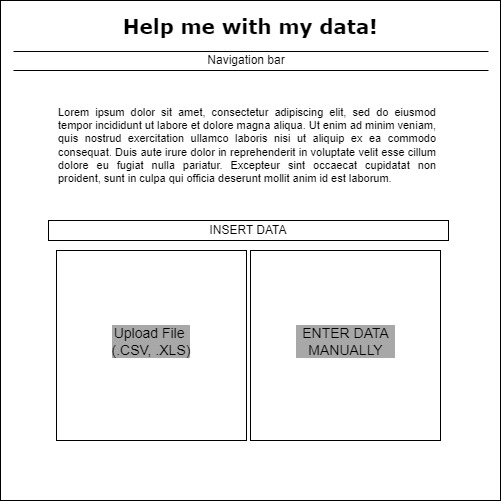 Help me with my data!
Navigation bar
Lorem ipsum dolor sit amet, consectetur adipiscing elit, sed do eiusmod
tempor incididunt ut labore et dolore magna aliqua. Ut enim ad minim veniam,
quis nostrud exercitation ullamco laboris nisi ut aliquip ex ea commodo
consequat. Duis aute irure dolor in reprehenderit in voluptate velit esse cillum
dolore eu fugiat nulla pariatur. Excepteur sint occaecat cupidatat non
proident, sunt in culpa qui officia deserunt mollit anim id est laborum.
INSERT DATA
Upload File
(.CSV, .XLS)
ENTER DATA
MANUALLY